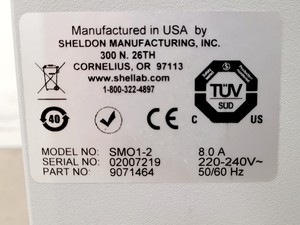 Manufactured in USA by
SHELDON MANUFACTURING, INC.
300 N. 26TH
CORNELIUS, OR 97113
www.shellab.com
1-800-322-4897
40
C TÜV SUD US
MODEL NO: SMO1-2 8.0 A
SERIAL NO: 02007219 220-240V~
PART NO: 9071464 50/60 Hz